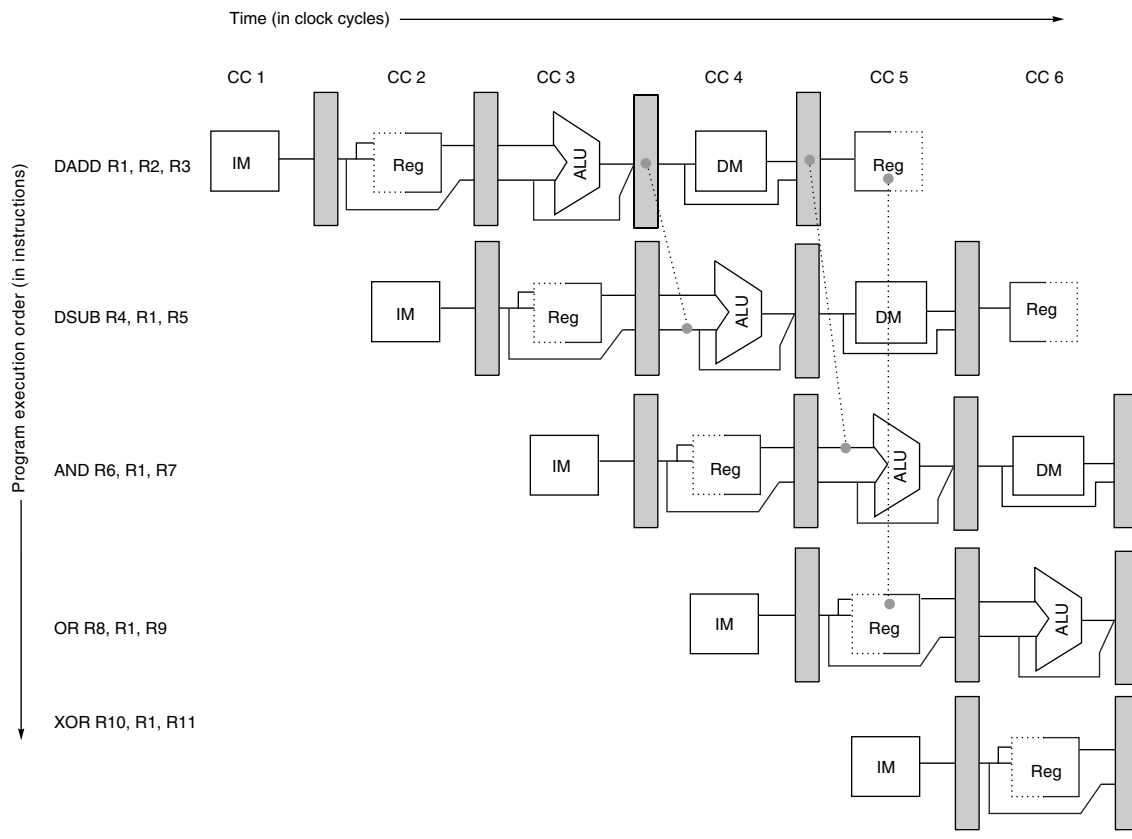 Time (in clock cycles)
CC 1 CC 2 CC 3 CC 4 CC 5 CC 6
Program execution order (in instructions)
DADD R1, R2, R3 IM Reg ALU DM Reg
DSUB R4, R1, R5 IM Reg ALU DM Reg
AND R6, R1, R7 IM Reg ALU DM
OR R8, R1, R9 IM Reg ALU
XOR R10, R1, R11
IM Reg